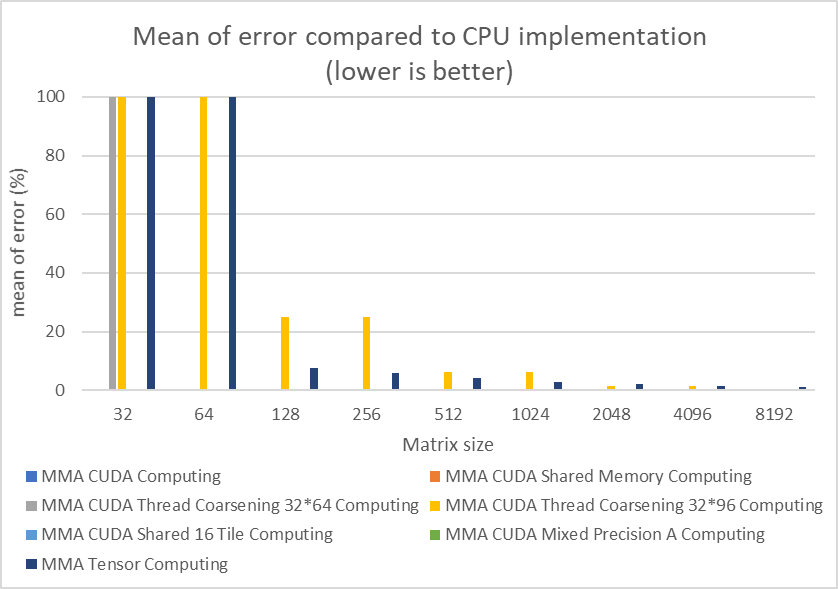 Mean of error compared to CPU implementation
(lower is better)
100
80
60
40
20
0
mean of error (%)
32 64 128 256 512 1024 2048 4096 8192
Matrix size
MMA CUDA Computing MMA CUDA Shared Memory Computing
MMA CUDA Thread Coarsening 32*64 Computing MMA CUDA Thread Coarsening 32*96 Computing
MMA CUDA Shared 16 Tile Computing MMA CUDA Mixed Precision A Computing
MMA Tensor Computing